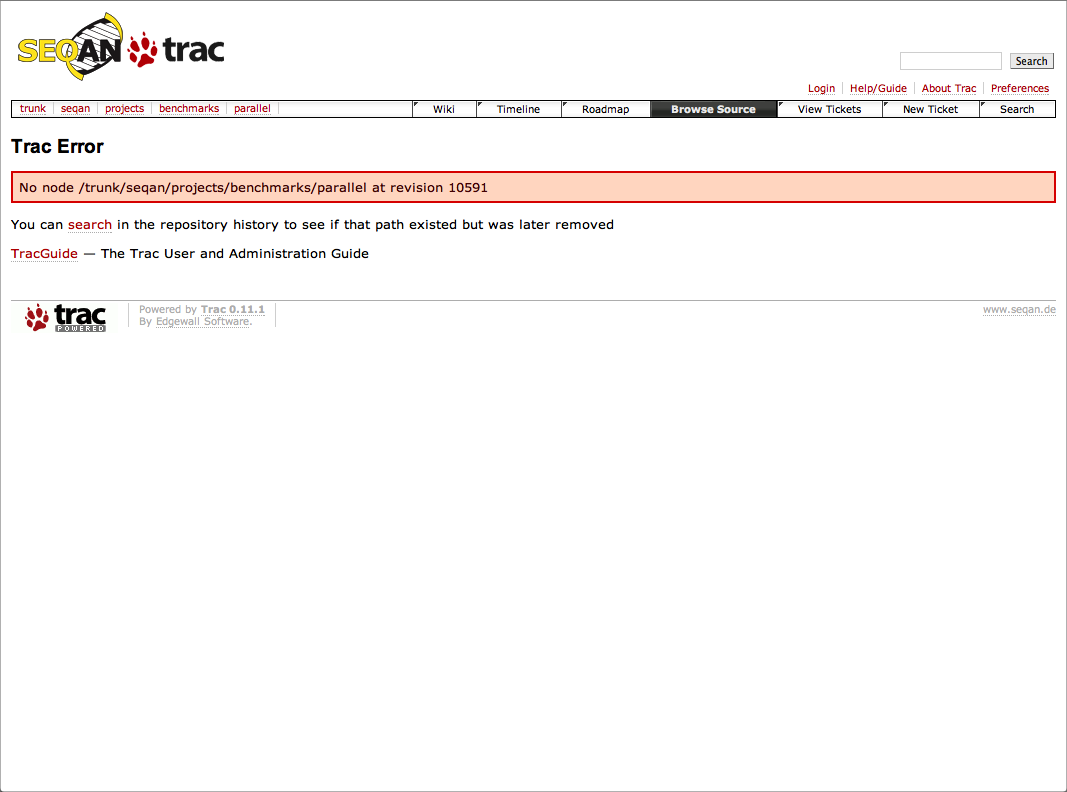 SEQAN trac
Search
Login Help/Guide About Trac Preferences
trunk seqan projects benchmarks parallel Wiki Timeline Roadmap Browse Source View Tickets New Ticket Search
Trac Error
No node /trunk/seqan/projects/benchmarks/parallel at revision 10591
You can search in the repository history to see if that path existed but was later removed
TracGuide — The Trac User and Administration Guide
trac POWERED
Powered by Trac 0.11.1
By Edgewall Software.
www.seqan.de